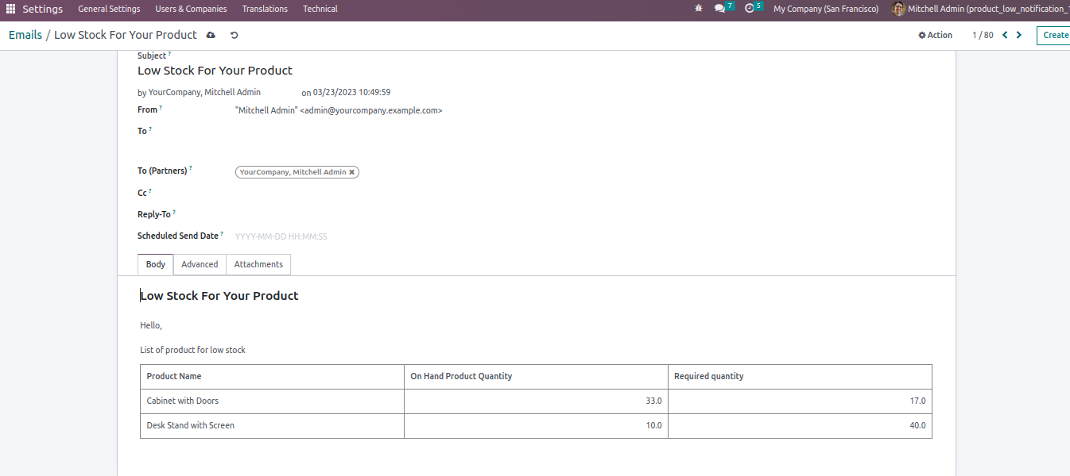 Settings General Settings Users & Companies Translations Technical 7 5 My Company (San Francisco) Mitchell Admin (product_low_notification_
Emails / Low Stock For Your Product Action 1 / 80 Create
Subject ?
Low Stock For Your Product
by YourCompany, Mitchell Admin on 03/23/2023 10:49:59
From ? "Mitchell Admin" <admin@yourcompany.example.com>
To ?
To (Partners) ? YourCompany, Mitchell Admin ×
Cc ?
Reply-To ?
Scheduled Send Date ? YYYY-MM-DD HH:MM:SS
Body Advanced Attachments
Low Stock For Your Product
Hello,
List of product for low stock
Product Name On Hand Product Quantity Required quantity
Cabinet with Doors 33.0 17.0
Desk Stand with Screen 10.0 40.0